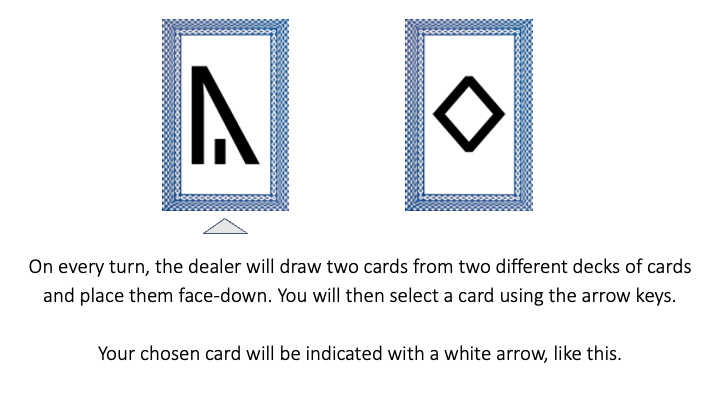 On every turn, the dealer will draw two cards from two different decks of cards
and place them face-down. You will then select a card using the arrow keys.
Your chosen card will be indicated with a white arrow, like this.